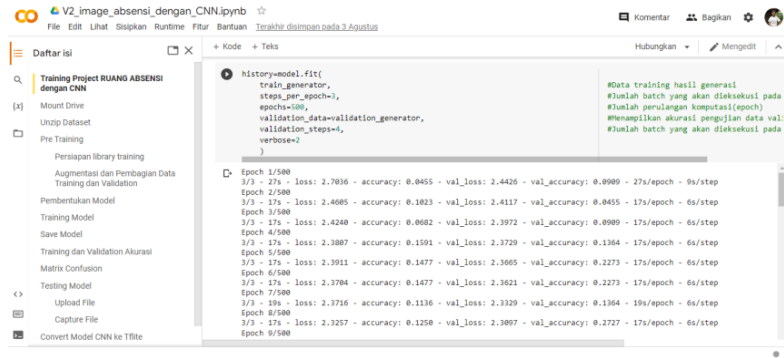 V2_image_absensi_dengan_CNN.ipynb
File Edit Lihat Sisipkan Runtime Fitur Bantuan Terakhir disimpan pada 3 Agustus
Komentar Bagikan
Daftar isi
+ Kode + Teks
Hubungkan Mengedit
Training Project RUANG ABSENSI
dengan CNN
Mount Drive
Unzip Dataset
Pre Training
Persiapan library training
Augmentasi dan Pembagian Data
Training dan Validation
Pembentukan Model
Training Model
Save Model
Training dan Validation Akurasi
Matrix Confusion
Testing Model
Upload File
Capture File
Convert Model CNN ke Tflite
history=model.fit(
train_generator, #Data training hasil generasi
steps_per_epoch=3, #Jumlah batch yang akan dieksekusi pada
epochs=500, #Jumlah perulangan komputasi(epoch)
validation_data=validation_generator, #Menampilkan akurasi pengujian data val
validation_steps=4, #Jumlah batch yang akan dieksekusi pada
verbose=2
)
Epoch 1/500
3/3 - 27s - loss: 2.7036 - accuracy: 0.0455 - val_loss: 2.4426 - val_accuracy: 0.0909 - 27s/epoch - 9s/step
Epoch 2/500
3/3 - 17s - loss: 2.4605 - accuracy: 0.1023 - val_loss: 2.4117 - val_accuracy: 0.0455 - 17s/epoch - 6s/step
Epoch 3/500
3/3 - 17s - loss: 2.4240 - accuracy: 0.0682 - val_loss: 2.3972 - val_accuracy: 0.0909 - 17s/epoch - 6s/step
Epoch 4/500
3/3 - 17s - loss: 2.3807 - accuracy: 0.1591 - val_loss: 2.3729 - val_accuracy: 0.1364 - 17s/epoch - 6s/step
Epoch 5/500
3/3 - 17s - loss: 2.3911 - accuracy: 0.1477 - val_loss: 2.3665 - val_accuracy: 0.2273 - 17s/epoch - 6s/step
Epoch 6/500
3/3 - 17s - loss: 2.3704 - accuracy: 0.1477 - val_loss: 2.3621 - val_accuracy: 0.2273 - 17s/epoch - 6s/step
Epoch 7/500
3/3 - 19s - loss: 2.3716 - accuracy: 0.1136 - val_loss: 2.3329 - val_accuracy: 0.1364 - 19s/epoch - 6s/step
Epoch 8/500
3/3 - 17s - loss: 2.3257 - accuracy: 0.1250 - val_loss: 2.3097 - val_accuracy: 0.2727 - 17s/epoch - 6s/step
Epoch 9/500